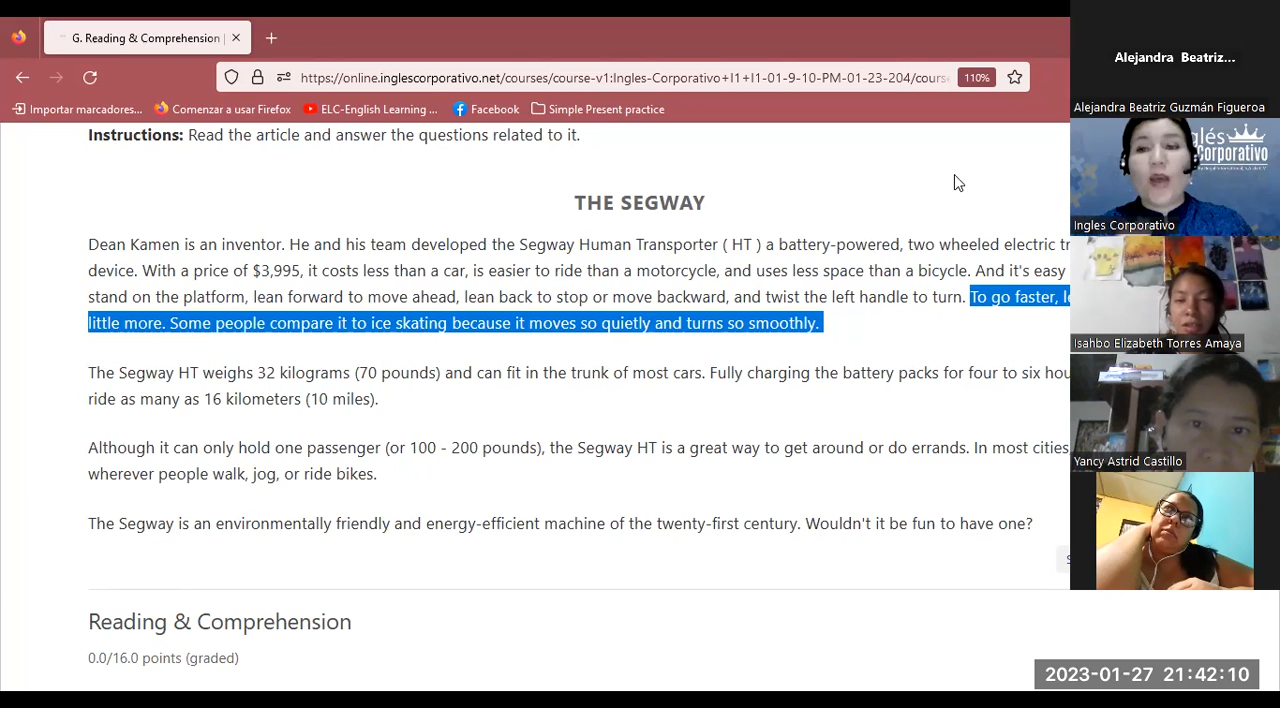 G. Reading & Comprehension |
https://online.inglescorporativo.net/courses/course-v1:Ingles-Corporativo+I1+I1-01-9-10-PM-01-23-204/course
110%
Importar marcadores...
Comenzar a usar Firefox
ELC-English Learning ...
Facebook
Simple Present practice
Instructions: Read the article and answer the questions related to it.
THE SEGWAY
Dean Kamen is an inventor. He and his team developed the Segway Human Transporter ( HT ) a battery-powered, two wheeled electric
device. With a price of $3,995, it costs less than a car, is easier to ride than a motorcycle, and uses less space than a bicycle. And it's easy
stand on the platform, lean forward to move ahead, lean back to stop or move backward, and twist the left handle to turn. To go faster,
little more. Some people compare it to ice skating because it moves so quietly and turns so smoothly.
The Segway HT weighs 32 kilograms (70 pounds) and can fit in the trunk of most cars. Fully charging the battery packs for four to six
ride as many as 16 kilometers (10 miles).
Although it can only hold one passenger (or 100 - 200 pounds), the Segway HT is a great way to get around or do errands. In most cities
wherever people walk, jog, or ride bikes.
The Segway is an environmentally friendly and energy-efficient machine of the twenty-first century. Wouldn't it be fun to have one?
Reading & Comprehension
0.0/16.0 points (graded)
Alejandra Beatriz...
Alejandra Beatriz Guzmán Figueroa
glés
Corporativo
Ingles Corporativo
Isahbo Elizabeth Torres Amaya
Yancy Astrid Castillo
2023-01-27 21:42:10